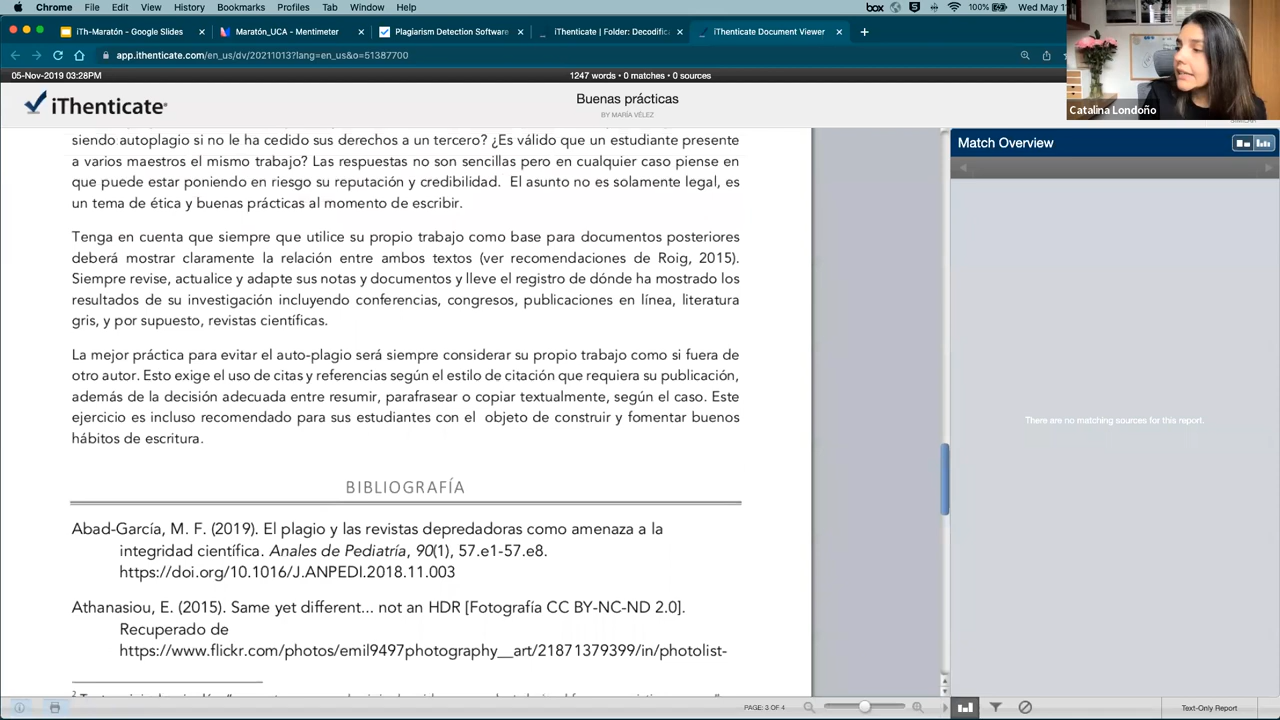 Chrome File Edit View History Bookmarks Profiles Tab Window Help
box 100% Wed May
iTh-Maratón - Google Slides
Maratón_UCA - Mentimeter
Plagiarism Detection Software
iThenticate | Folder: Decodific
iThenticate Document Viewer
app.ithenticate.com/en_us/dv/20211013?lang=en_us&o=51387700
05-Nov-2019 03:28PM
1247 words • 0 matches • 0 sources
iThenticate
Buenas prácticas
BY MARÍA VÉLEZ
Catalina Londoño
siendo autoplagio si no le ha cedido sus derechos a un tercero? ¿Es válido que un estudiante presente
a varios maestros el mismo trabajo? Las respuestas no son sencillas pero en cualquier caso piense en
que puede estar poniendo en riesgo su reputación y credibilidad. El asunto no es solamente legal, es
un tema de ética y buenas prácticas al momento de escribir.
Tenga en cuenta que siempre que utilice su propio trabajo como base para documentos posteriores
deberá mostrar claramente la relación entre ambos textos (ver recomendaciones de Roig, 2015).
Siempre revise, actualice y adapte sus notas y documentos y lleve el registro de dónde ha mostrado los
resultados de su investigación incluyendo conferencias, congresos, publicaciones en línea, literatura
gris, y por supuesto, revistas científicas.
La mejor práctica para evitar el auto-plagio será siempre considerar su propio trabajo como si fuera de
otro autor. Esto exige el uso de citas y referencias según el estilo de citación que requiera su publicación,
además de la decisión adecuada entre resumir, parafrasear o copiar textualmente, según el caso. Este
ejercicio es incluso recomendado para sus estudiantes con el objeto de construir y fomentar buenos
hábitos de escritura.
BIBLIOGRAFÍA
Abad-García, M. F. (2019). El plagio y las revistas depredadoras como amenaza a la
integridad científica. Anales de Pediatría, 90(1), 57.e1-57.e8.
https://doi.org/10.1016/J.ANPEDI.2018.11.003
Athanasiou, E. (2015). Same yet different... not an HDR [Fotografía CC BY-NC-ND 2.0].
Recuperado de
https://www.flickr.com/photos/emil9497photography__art/21871379399/in/photolist-
Match Overview
There are no matching sources for this report.
PAGE: 3 OF 4
Text-Only Report